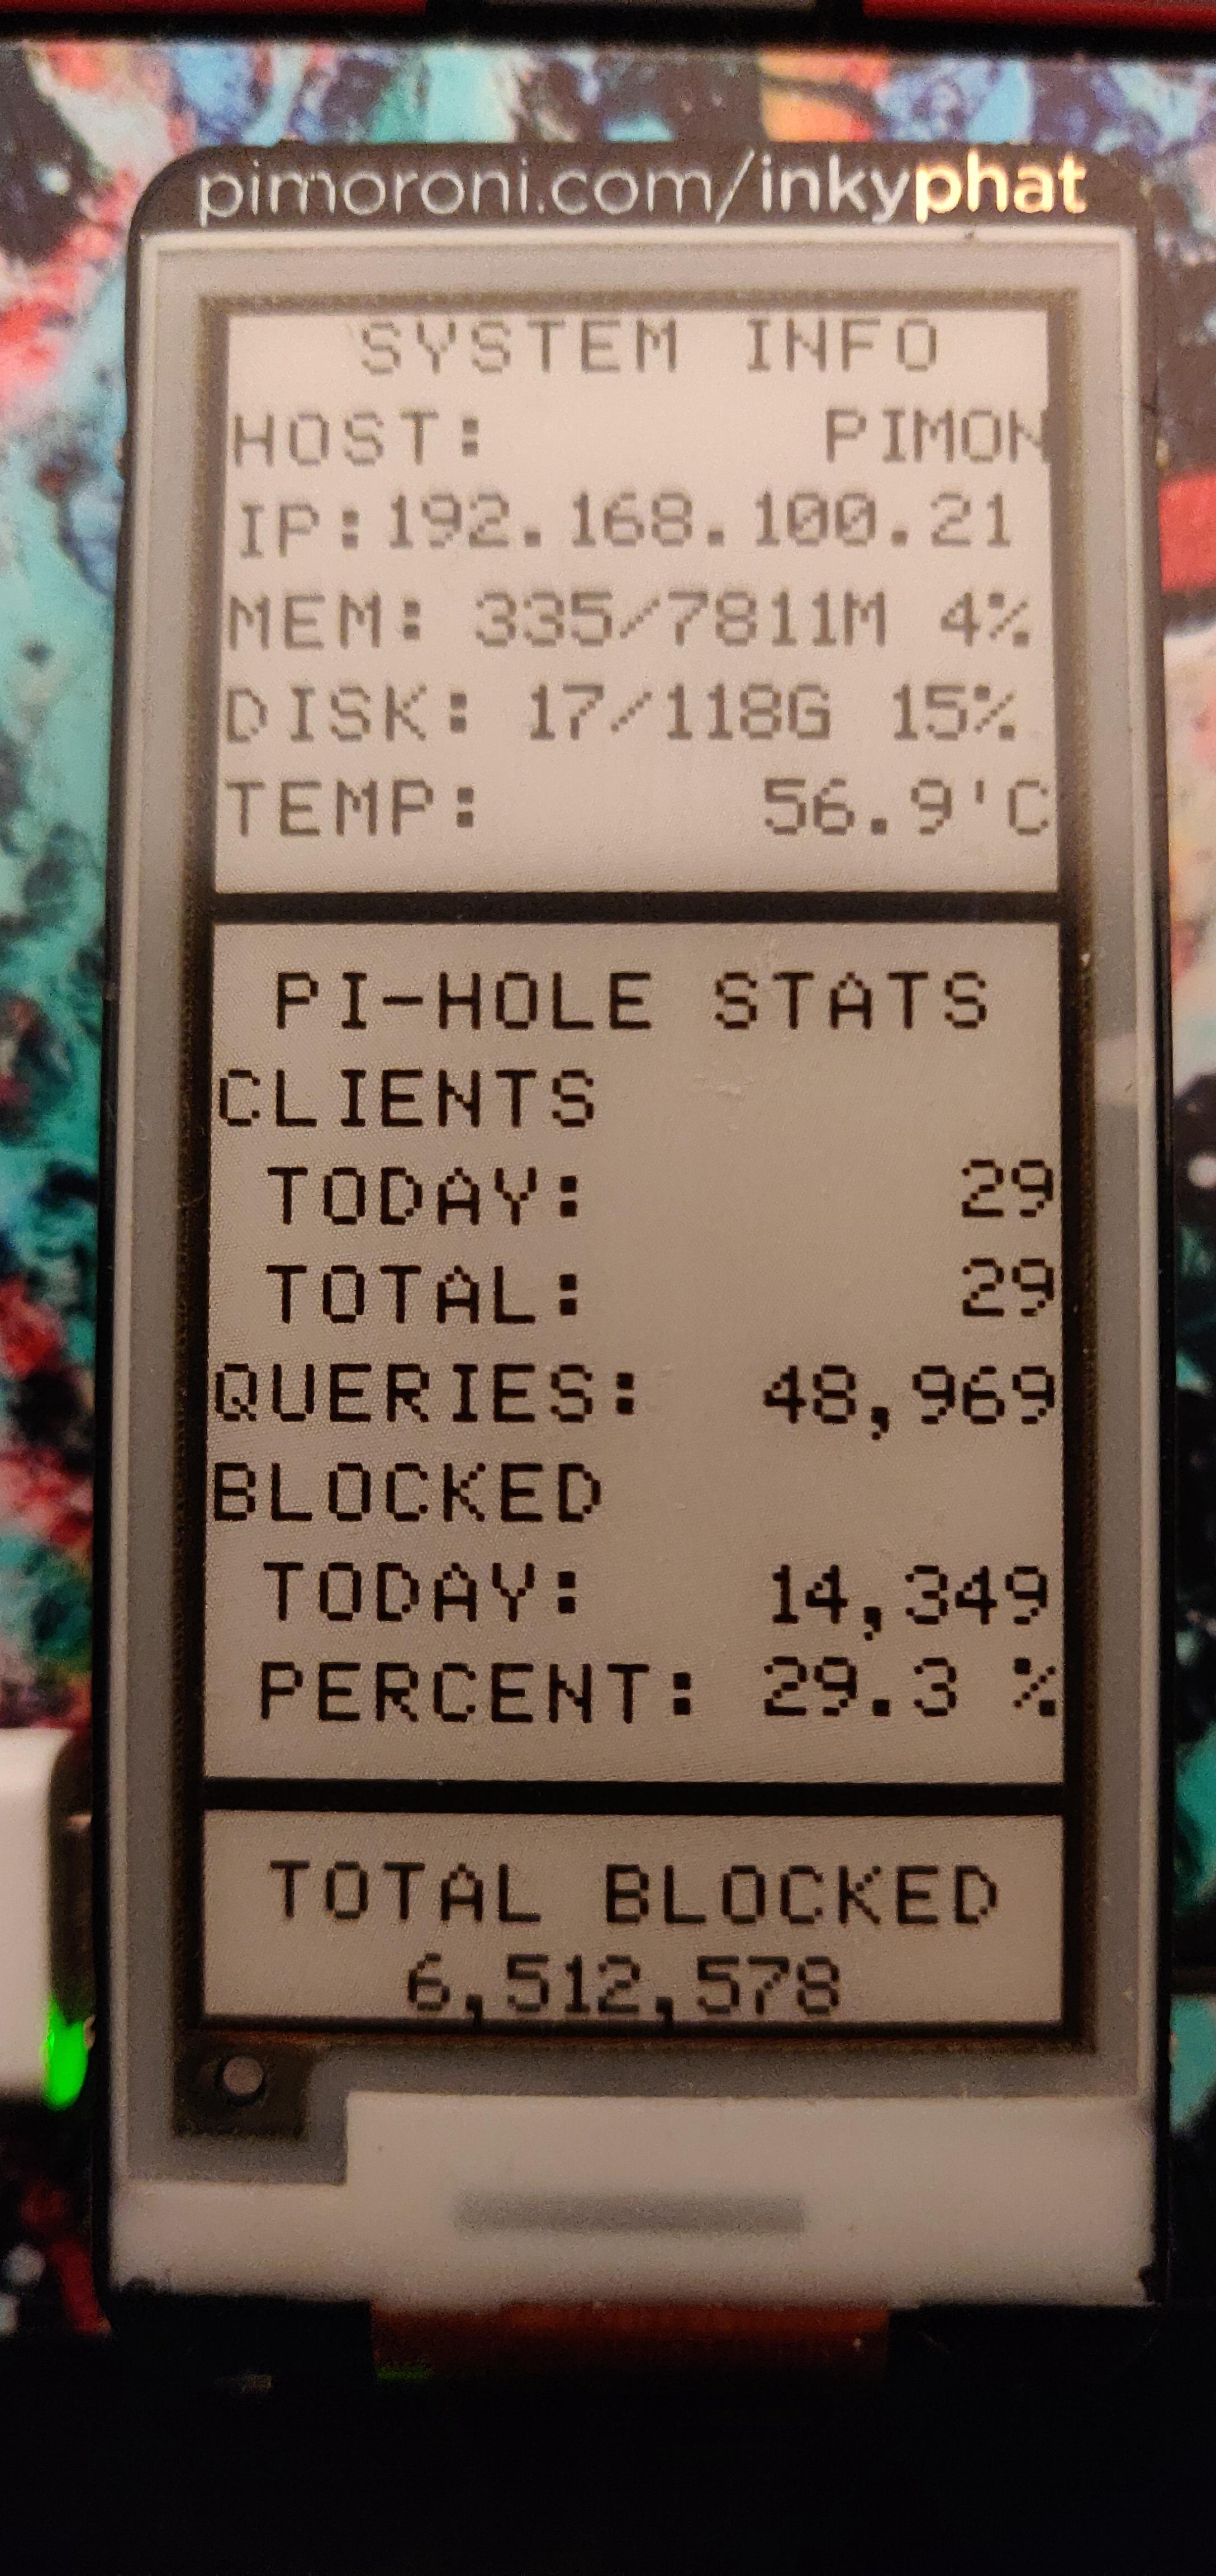 pimoroni.com/inkyphat
SYSTEM INFO
HOST: PIMON
IP:192.168.100.21
MEM: 335/7811M 4%
DISK: 17/118G 15%
TEMP: 56.9'C
PI-HOLE STATS
CLIENTS
TODAY: 29
TOTAL: 29
QUERIES: 48,969
BLOCKED
TODAY: 14,349
PERCENT: 29.3 %
TOTAL BLOCKED
6,512,578